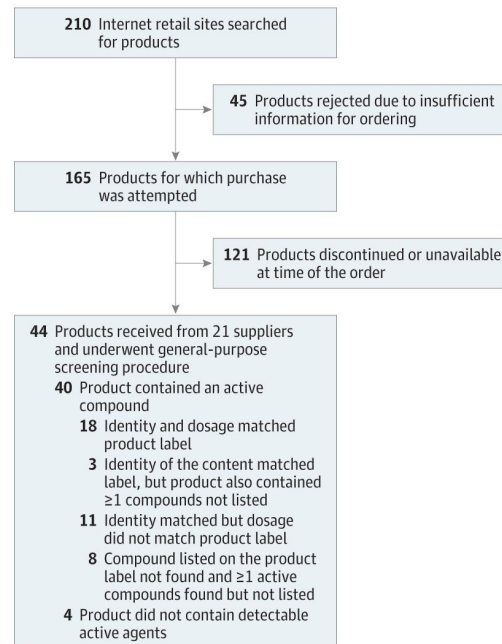 210 Internet retail sites searched
for products
45 Products rejected due to insufficient
information for ordering
165 Products for which purchase
was attempted
121 Products discontinued or unavailable
at time of the order
44 Products received from 21 suppliers
and underwent general-purpose
screening procedure
40 Product contained an active
compound
18 Identity and dosage matched
product label
3 Identity of the content matched
label, but product also contained
≥1 compounds not listed
11 Identity matched but dosage
did not match product label
8 Compound listed on the product
label not found and ≥1 active
compounds found but not listed
4 Product did not contain detectable
active agents